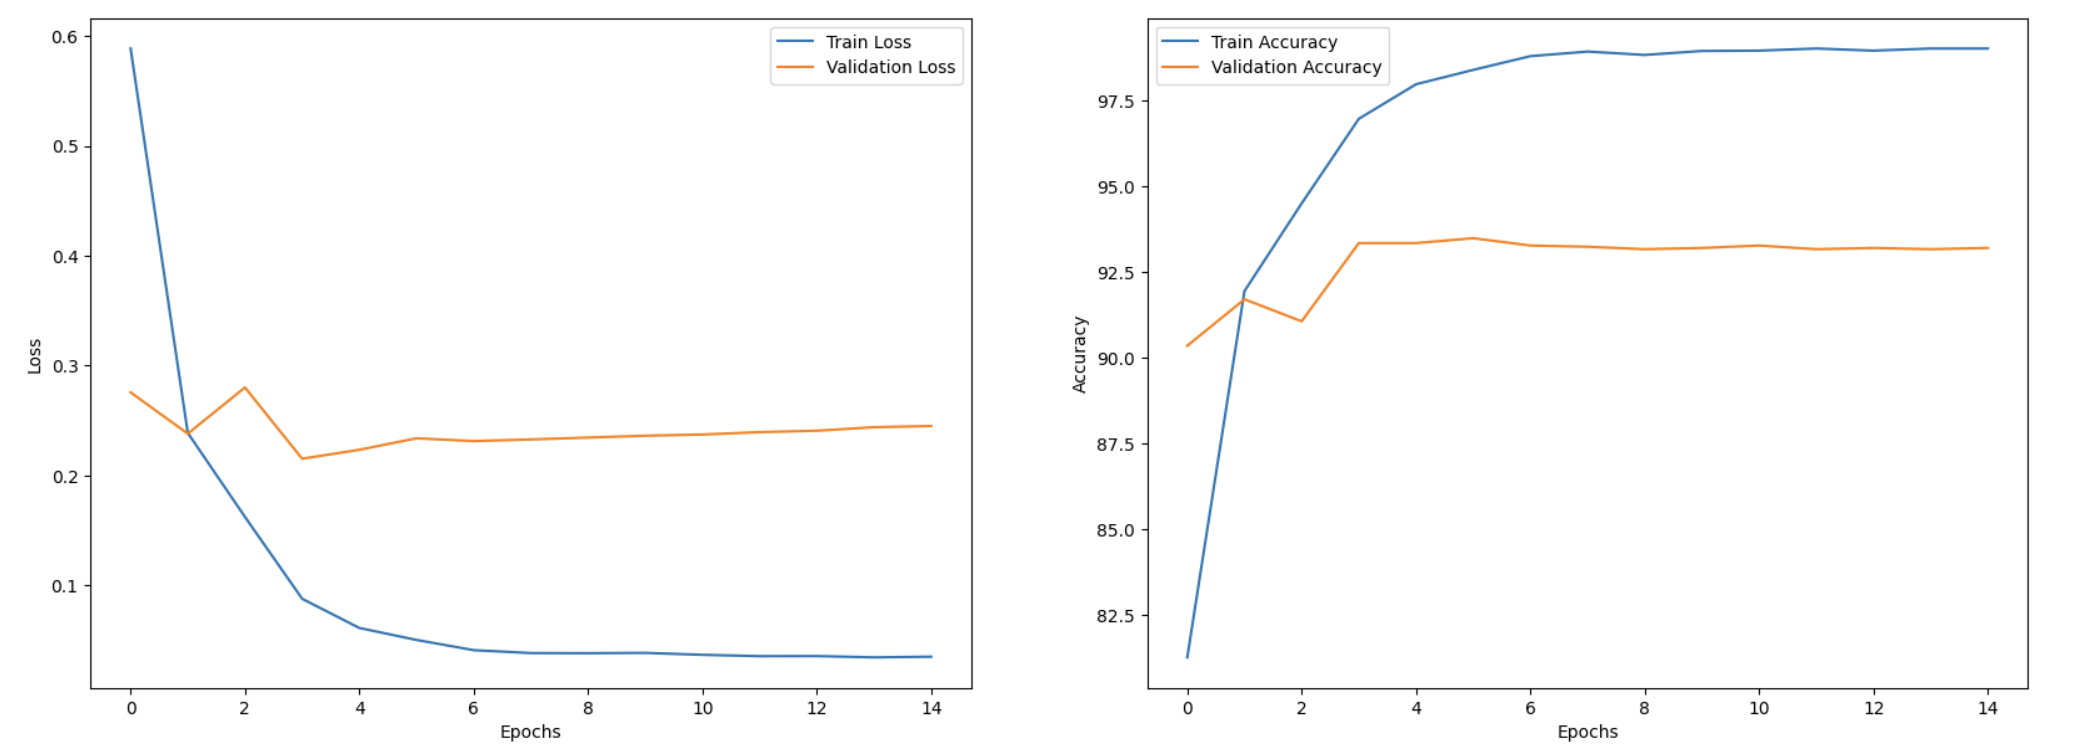 Train Loss
Validation Loss
0.6
0.5
0.4
0.3
0.2
0.1
Loss
0 2 4 6 8 10 12 14
Epochs
Train Accuracy
Validation Accuracy
97.5
95.0
92.5
90.0
87.5
85.0
82.5
Accuracy
0 2 4 6 8 10 12 14
Epochs